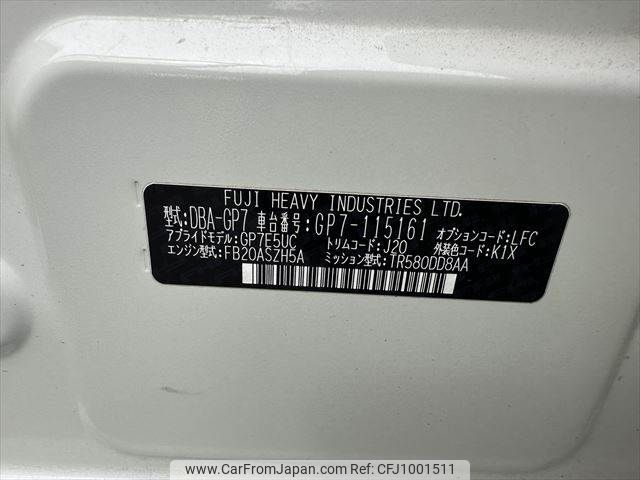 FUJI HEAVY INDUSTRIES LTD.
型式:DBA-GP7 車台番号:GP7-115161 オプションコード:LFC
アプライドモデル:GP7E5UC トリムコード:J20 外装色コード:K1X
エンジン型式:FB20ASZH5A ミッション型式:TR580DD8AA
www.CarFromJapan.com - CFJ10001511